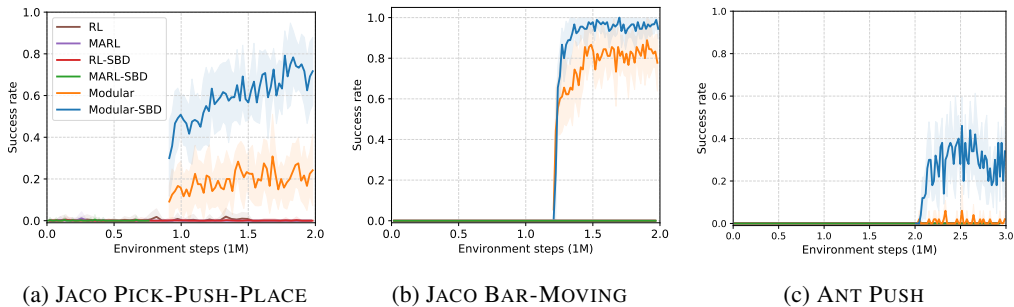 RL
MARL
RL-SBD
MARL-SBD
Modular
Modular-SBD
Success rate
1.0
0.8
0.6
0.4
0.2
0.0
0.0 0.5 1.0 1.5 2.0
Environment steps (1M)
(a) JACO PICK-PUSH-PLACE
Success rate
1.0
0.8
0.6
0.4
0.2
0.0
0.0 0.5 1.0 1.5 2.0
Environment steps (1M)
(b) JACO BAR-MOVING
Success rate
1.0
0.8
0.6
0.4
0.2
0.0
0.0 0.5 1.0 1.5 2.0 2.5 3.0
Environment steps (1M)
(c) ANT PUSH